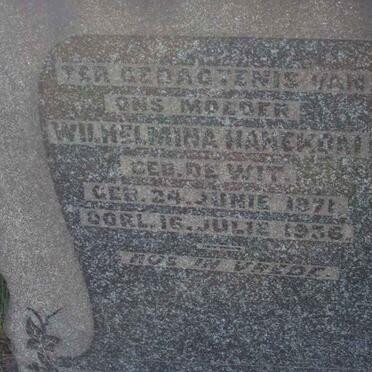 TER GEDAGTENIS VAN
ONS MOEDER
WILHELMINA HANEKOM
GEB. DE WIT
GEB. 24 JUNIE 1871
OORL. 16 JULIE 1936
RUS IN VREDE